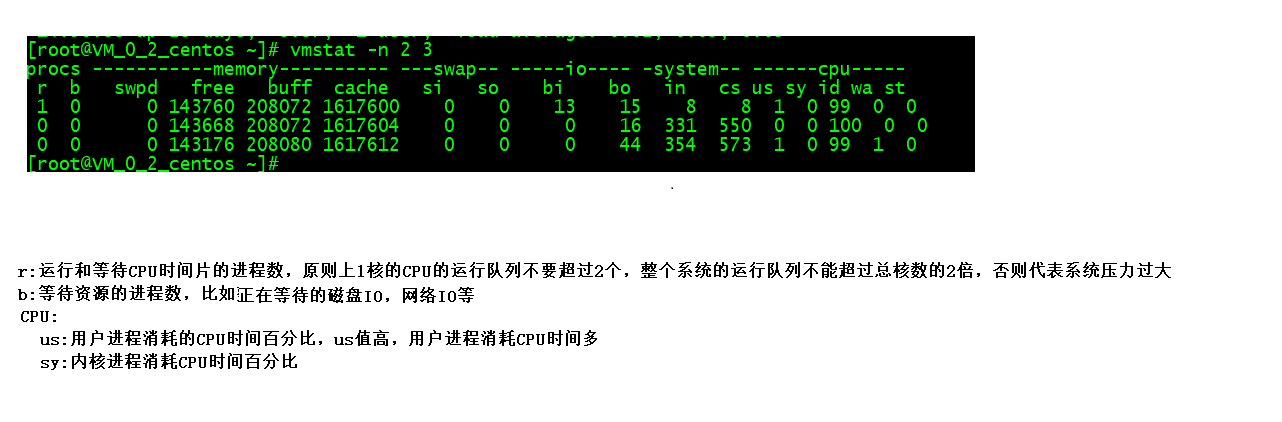 [root@VM_0_2_centos ~]# vmstat -n 2 3
procs -----------memory---------- ---swap-- -----io---- -system-- ------cpu-----
 r  b   swpd   free   buff  cache   si   so    bi    bo   in   cs us sy id wa st
 1  0      0 143760 208072 1617600    0    0    13    15    8    8  1  0 99  0  0
 0  0      0 143668 208072 1617604    0    0     0    16  331  550  0  0 100  0  0
 0  0      0 143176 208080 1617612    0    0     0    44  354  573  1  0 99  1  0
[root@VM_0_2_centos ~]#
r:运行和等待CPU时间片的进程数，原则上1核的CPU的运行队列不要超过2个，整个系统的运行队列不能超过总核数的2倍，否则代表系统压力过大
b:等待资源的进程数，比如正在等待的磁盘IO，网络IO等
CPU:
us:用户进程消耗的CPU时间百分比，us值高，用户进程消耗CPU时间多
sy:内核进程消耗CPU时间百分比